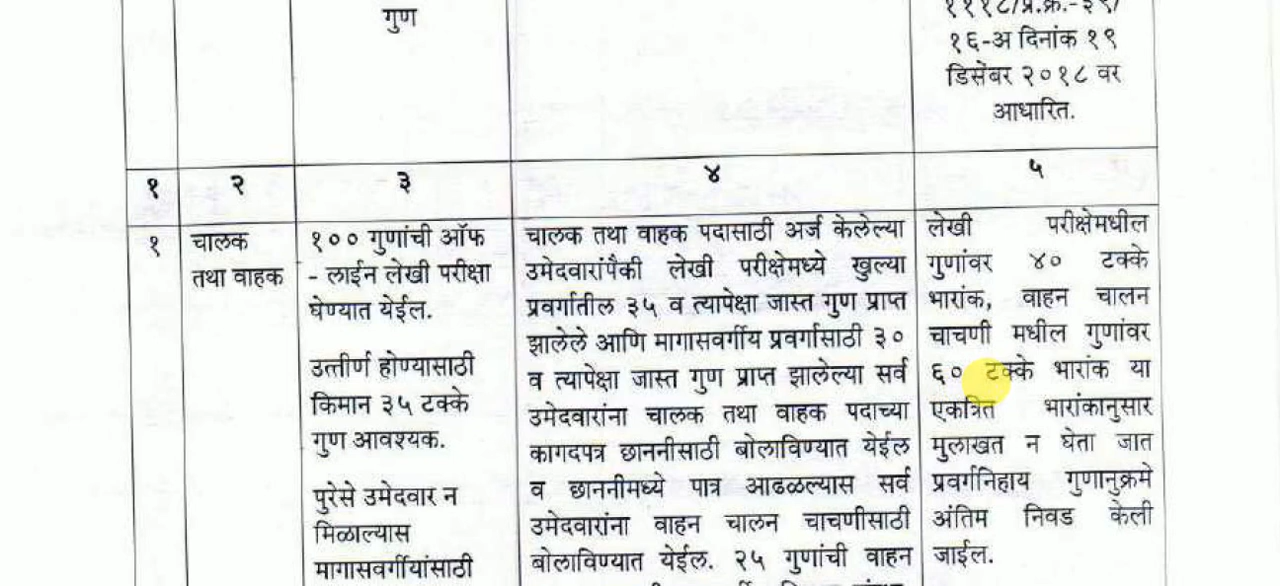 गुण
१११८/प्र.क्र.-३९/
१६-अ दिनांक १९
डिसेंबर २०१८ वर
आधारित.
१
२
३
४
५
१
चालक
तथा वाहक
१०० गुणांची ऑफ
- लाईन लेखी परीक्षा
घेण्यात येईल.
उत्तीर्ण होण्यासाठी
किमान ३५ टक्के
गुण आवश्यक.
पुरेसे उमेदवार न
मिळाल्यास
मागासवर्गीयांसाठी
चालक तथा वाहक पदासाठी अर्ज केलेल्या
उमेदवारांपैकी लेखी परीक्षेमध्ये खुल्या
प्रवर्गातील ३५ व त्यापेक्षा जास्त गुण प्राप्त
झालेले आणि मागासवर्गीय प्रवर्गासाठी ३०
व त्यापेक्षा जास्त गुण प्राप्त झालेल्या सर्व
उमेदवारांना चालक तथा वाहक पदाच्या
कागदपत्र छाननीसाठी बोलाविण्यात येईल
व छाननीमध्ये पात्र आढळल्यास सर्व
उमेदवारांना वाहन चालन चाचणीसाठी
बोलाविण्यात येईल. २५ गुणांची वाहन
लेखी परीक्षेमधील
गुणांवर ४० टक्के
भारांक, वाहन चालन
चाचणी मधील गुणांवर
६० टक्के भारांक या
एकत्रित भारांकानुसार
मुलाखत न घेता जात
प्रवर्गनिहाय गुणानुक्रमे
अंतिम निवड केली
जाईल.